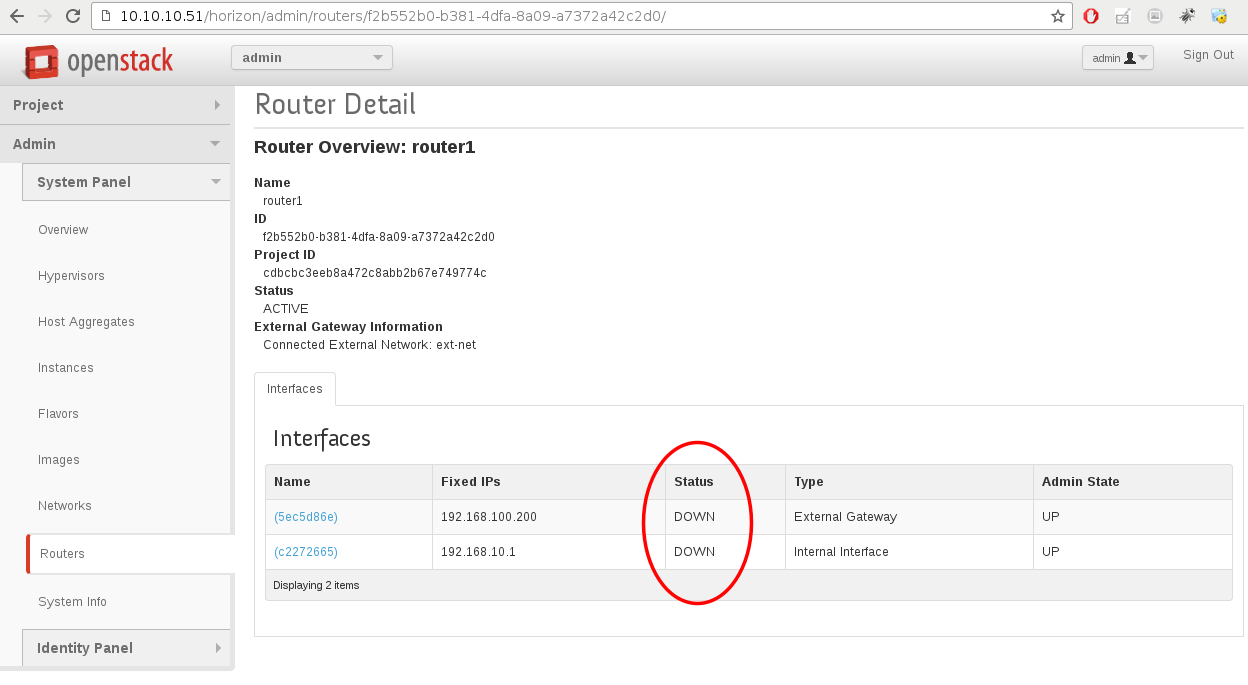 10.10.10.51/horizon/admin/routers/f2b552b0-b381-4dfa-8a09-a7372a42c2d0/
openstack
admin
admin
Sign Out
Project
Admin
System Panel
Overview
Hypervisors
Host Aggregates
Instances
Flavors
Images
Networks
Routers
System Info
Identity Panel
Router Detail
Router Overview: router1
Name
router1
ID
f2b552b0-b381-4dfa-8a09-a7372a42c2d0
Project ID
cdbcbc3eeb8a472c8abb2b67e749774c
Status
ACTIVE
External Gateway Information
Connected External Network: ext-net
Interfaces
Interfaces
Name Fixed IPs Status Type Admin State
(5ec5d86e) 192.168.100.200 DOWN External Gateway UP
(c2272665) 192.168.10.1 DOWN Internal Interface UP
Displaying 2 items